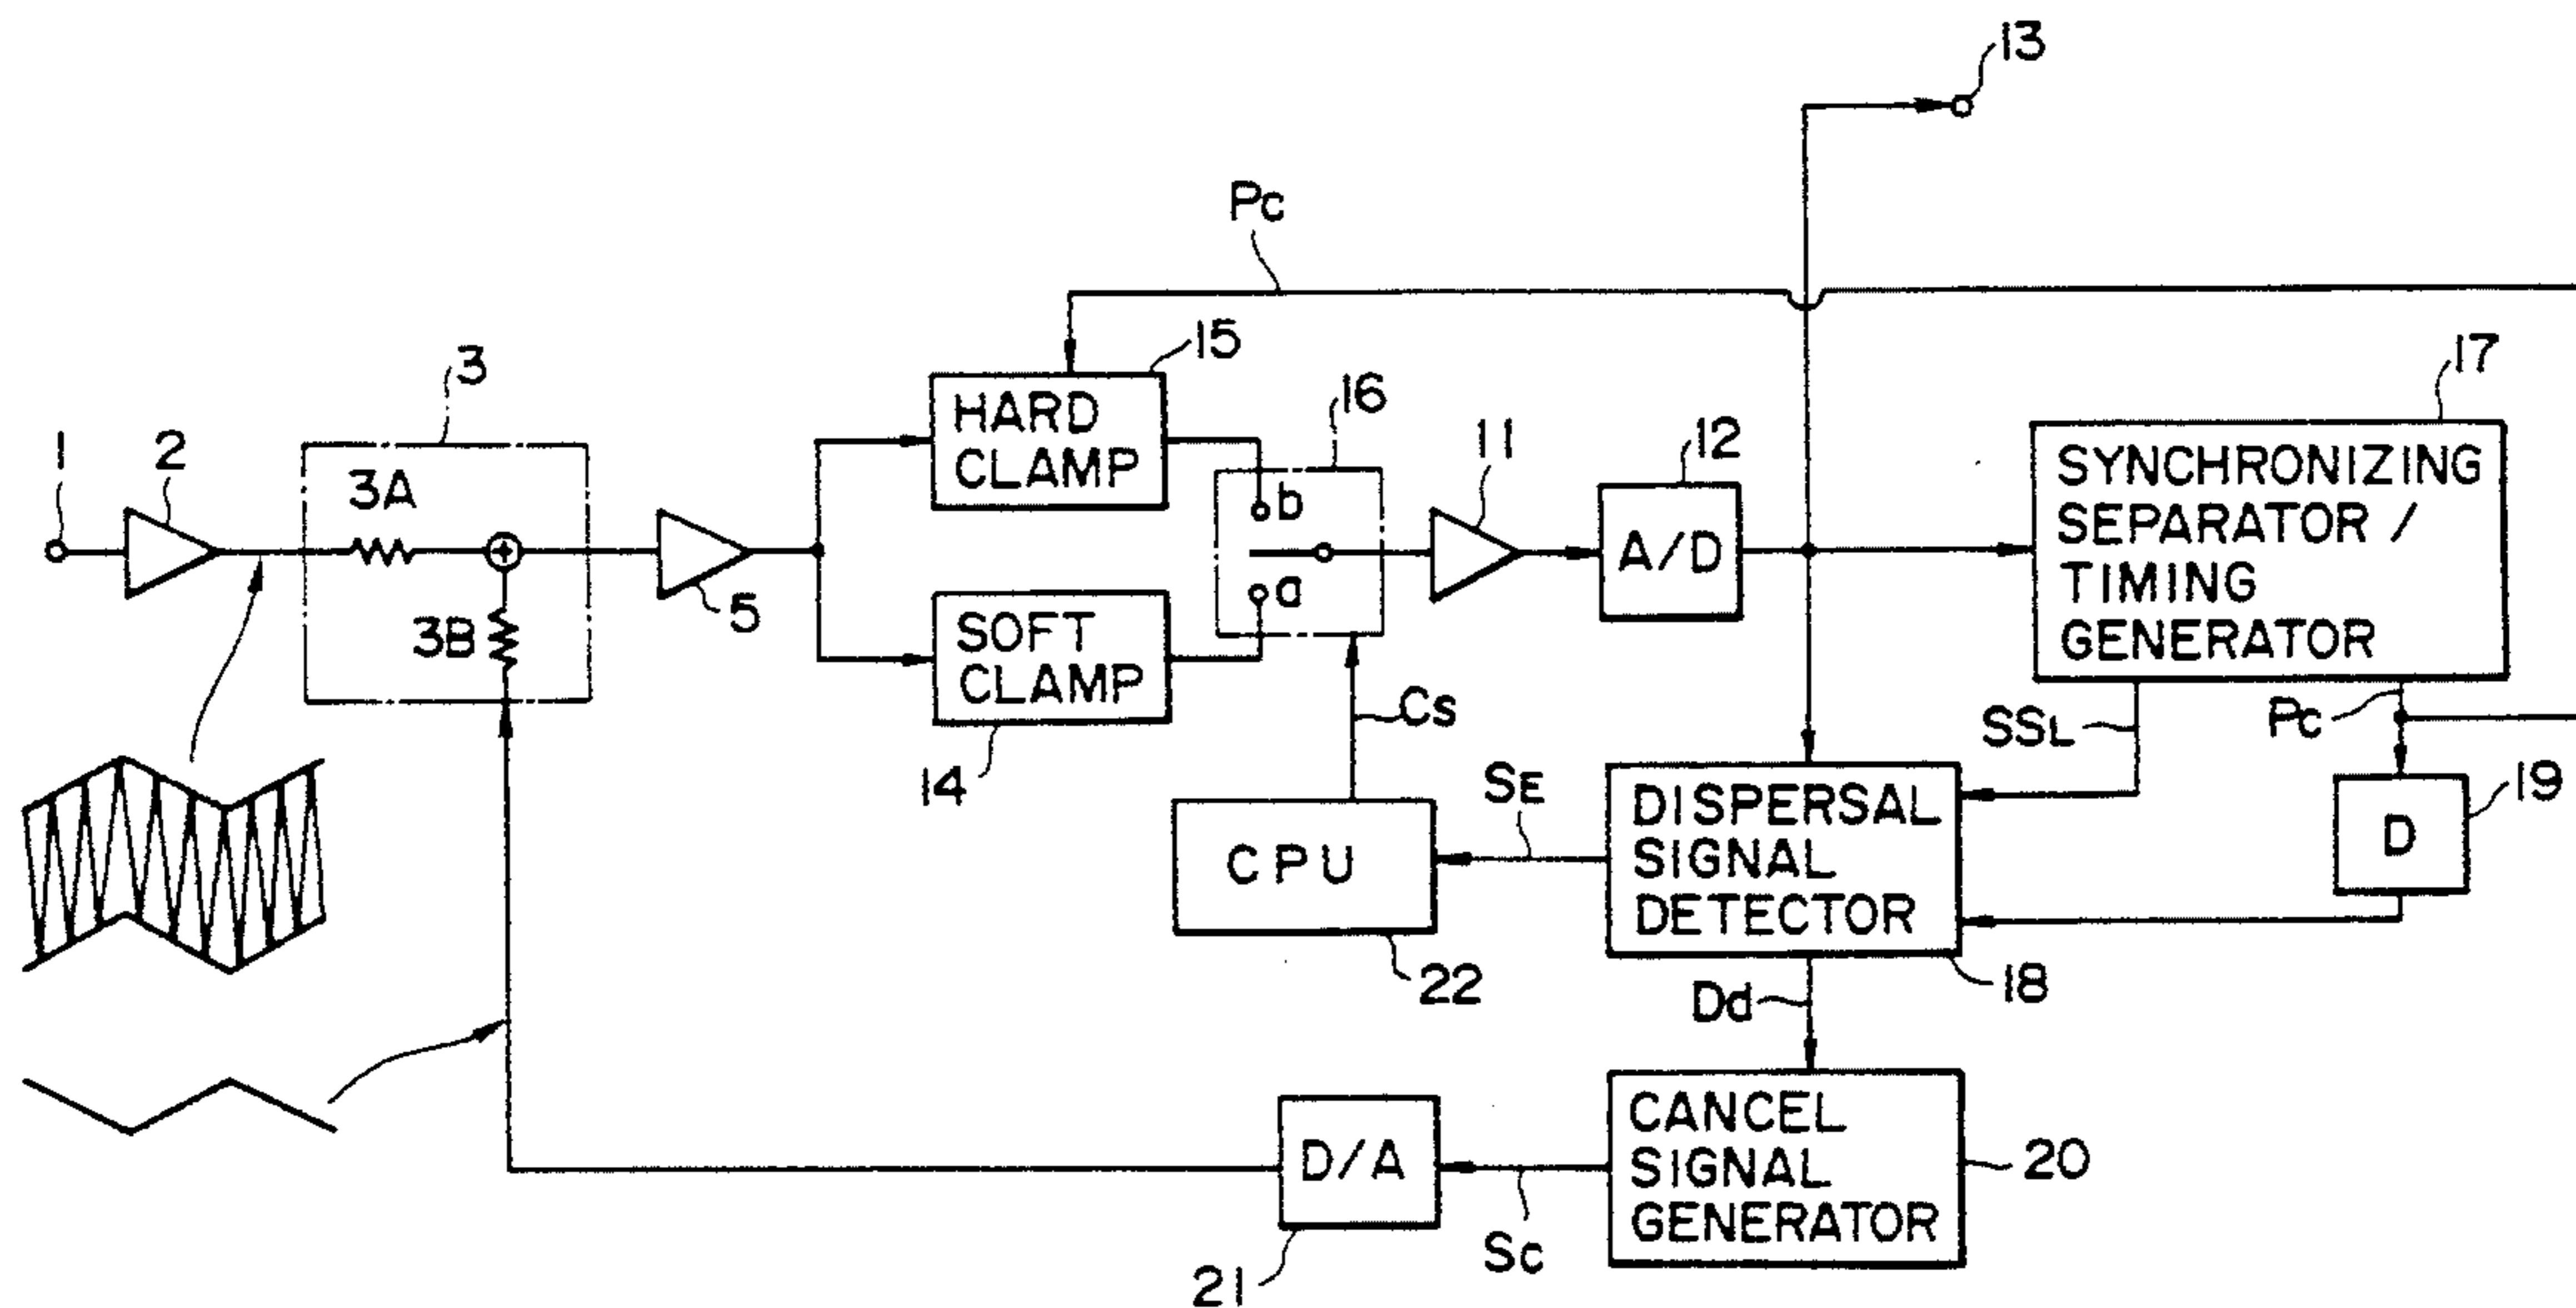 13
Pc
15
3
16
17
HARD
CLAMP
1
2
11
12
3A
b
SYNCHRONIZING
SEPARATOR /
TIMING
GENERATOR
A/D
a
5
3B
SOFT
CLAMP
14
Cs
SSL
Pc
19
D
SE
DISPERSAL
SIGNAL
DETECTOR
CPU
22
18
Dd
CANCEL
SIGNAL
GENERATOR
20
D/A
Sc
21